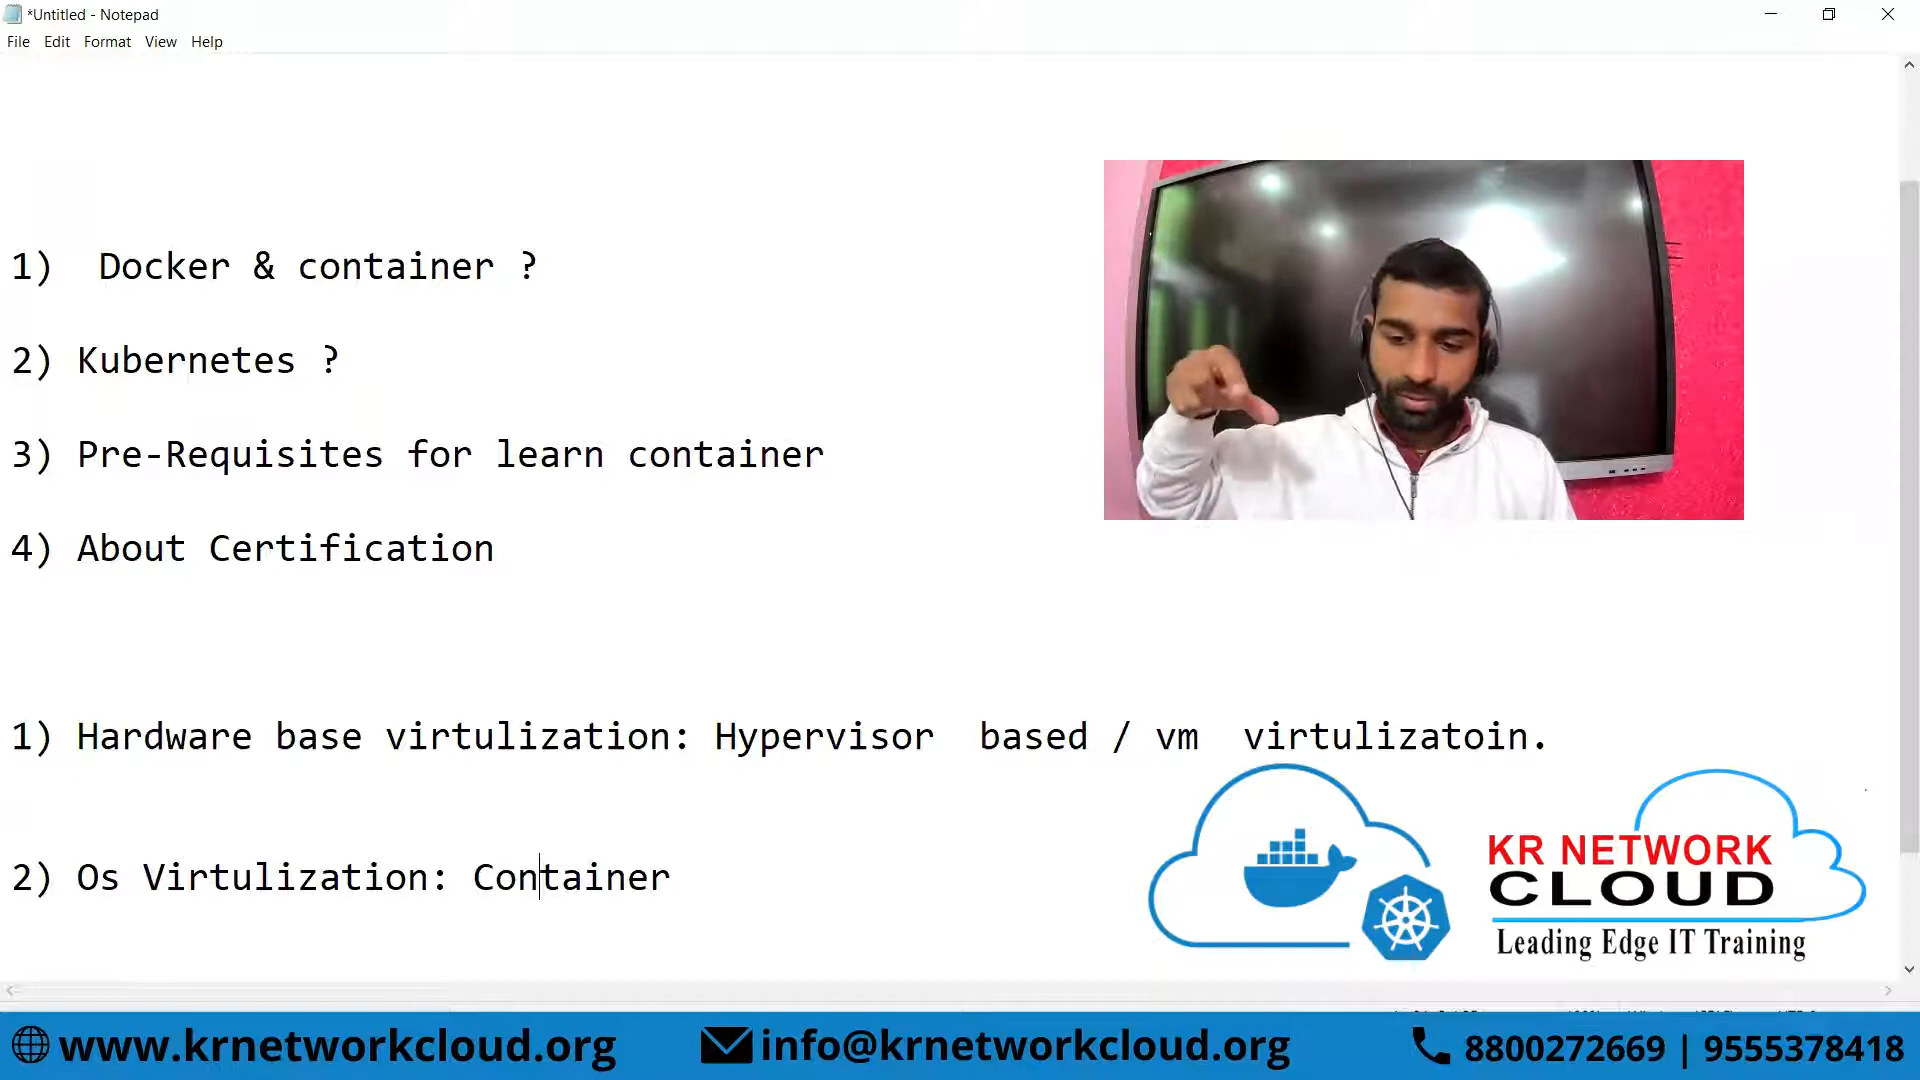 *Untitled - Notepad
File Edit Format View Help
1) Docker & container ?
2) Kubernetes ?
3) Pre-Requisites for learn container
4) About Certification
1) Hardware base virtulization: Hypervisor based / vm virtulizatoin.
2) Os Virtulization: Container
KR NETWORK
CLOUD
Leading Edge IT Training
www.krnetworkcloud.org info@krnetworkcloud.org 8800272669 | 9555378418